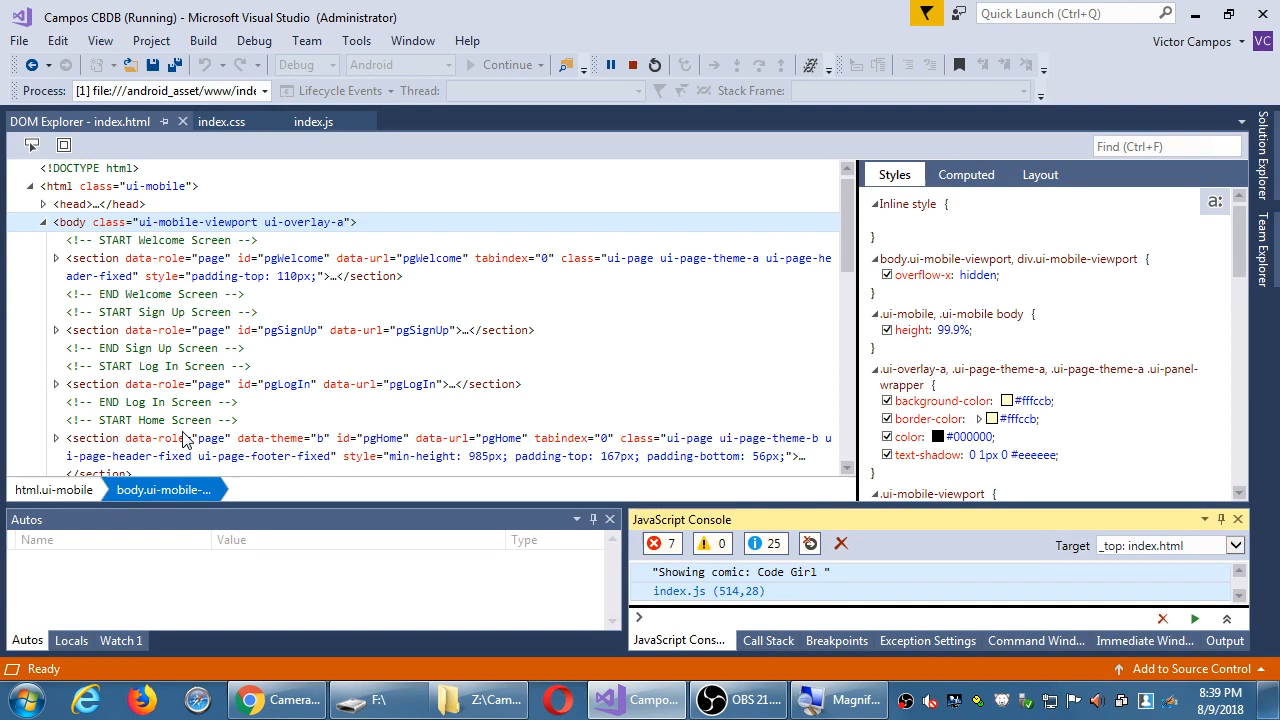 Campos CBDB (Running) - Microsoft Visual Studio (Administrator)
Quick Launch (Ctrl+Q)
File Edit View Project Build Debug Team Tools Window Help
Victor Campos VC
Debug Android Continue
Process: [1] file:///android_asset/www/inde Lifecycle Events Thread: Stack Frame:
DOM Explorer - index.html index.css index.js
Find (Ctrl+F)
<!DOCTYPE html>
<html class="ui-mobile">
<head>…</head>
<body class="ui-mobile-viewport ui-overlay-a">
<!-- START Welcome Screen -->
<section data-role="page" id="pgWelcome" data-url="pgWelcome" tabindex="0" class="ui-page ui-page-theme-a ui-page-he
ader-fixed" style="padding-top: 110px;">…</section>
<!-- END Welcome Screen -->
<!-- START Sign Up Screen -->
<section data-role="page" id="pgSignUp" data-url="pgSignUp">…</section>
<!-- END Sign Up Screen -->
<!-- START Log In Screen -->
<section data-role="page" id="pgLogIn" data-url="pgLogIn">…</section>
<!-- END Log In Screen -->
<!-- START Home Screen -->
<section data-role="page" data-theme="b" id="pgHome" data-url="pgHome" tabindex="0" class="ui-page ui-page-theme-b u
i-page-header-fixed ui-page-footer-fixed" style="min-height: 985px; padding-top: 167px; padding-bottom: 56px;">…
</section>
html.ui-mobile body.ui-mobile-...
Styles Computed Layout
Inline style {
a:
}
body.ui-mobile-viewport, div.ui-mobile-viewport {
overflow-x: hidden;
}
.ui-mobile, .ui-mobile body {
height: 99.9%;
}
.ui-overlay-a, .ui-page-theme-a, .ui-page-theme-a .ui-panel-
wrapper {
background-color: #fffccb;
border-color: #fffccb;
color: #000000;
text-shadow: 0 1px 0 #eeeeee;
}
.ui-mobile-viewport {
Solution Explorer
Team Explorer
Autos
Name Value Type
Autos Locals Watch 1
JavaScript Console
7 0 25 Target _top: index.html
"Showing comic: Code Girl "
index.js (514,28)
JavaScript Cons... Call Stack Breakpoints Exception Settings Command Wind... Immediate Wind... Output
Ready Add to Source Control
Camera... F:\ Z:\Cam... Campo... OBS 21.... Magnif...
8:39 PM
8/9/2018